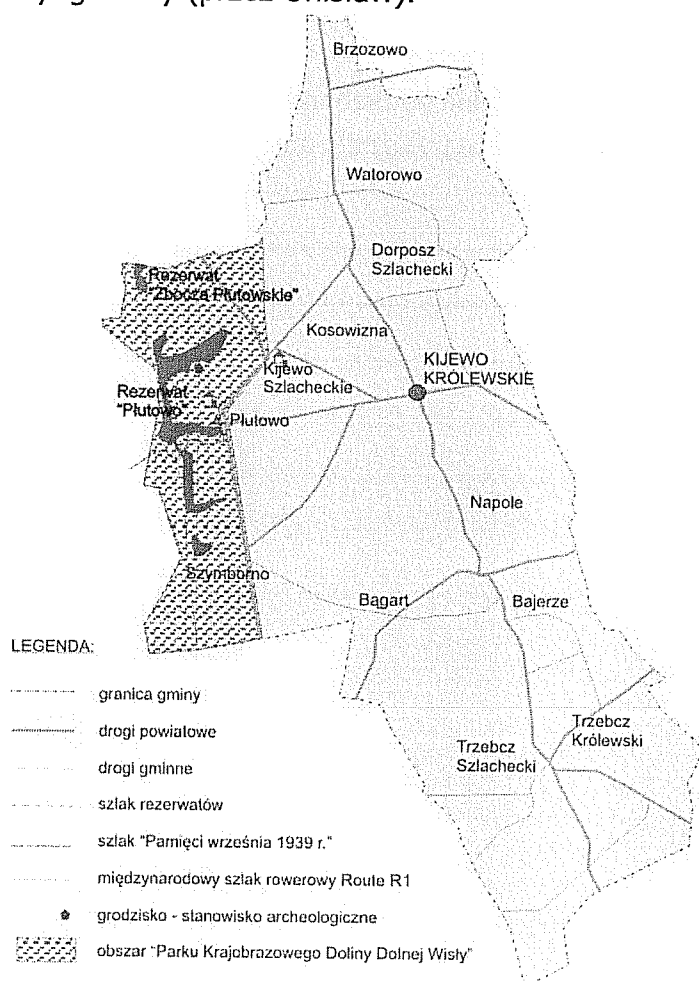 (przez Unisław).
Brzozowo
Watorowo
Dorposz
Szlachecki
Rezerwat
"Zbocza Płutowskie"
Kosowizna
KIJEWO
KRÓLEWSKIE
Kijewo
Szlacheckie
Rezerwat
"Płutowo"
Płutowo
Napole
Szymborno
Bągart
Bajerze
Trzebcz
Królewski
Trzebcz
Szlachecki
LEGENDA:
granica gminy
drogi powiatowe
drogi gminne
szlak rezerwatów
szlak "Pamięci września 1939 r."
międzynarodowy szlak rowerowy Route R1
grodzisko - stanowisko archeologiczne
obszar "Parku Krajobrazowego Doliny Dolnej Wisły"